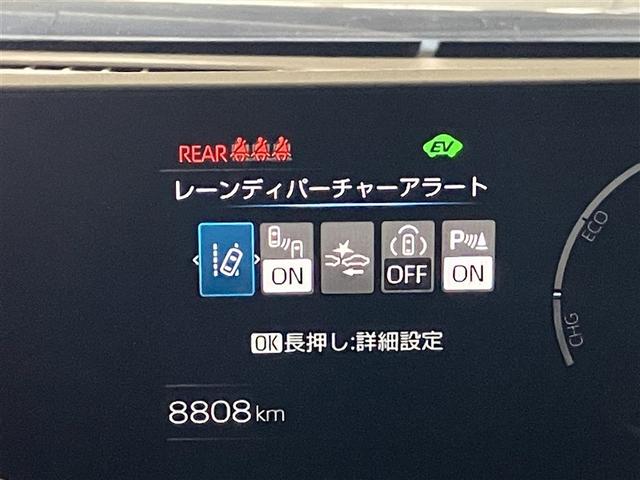 REAR
EV
レーンディパーチャーアラート
ON OFF P ON
OK長押し:詳細設定
8808km
ECO
CHG